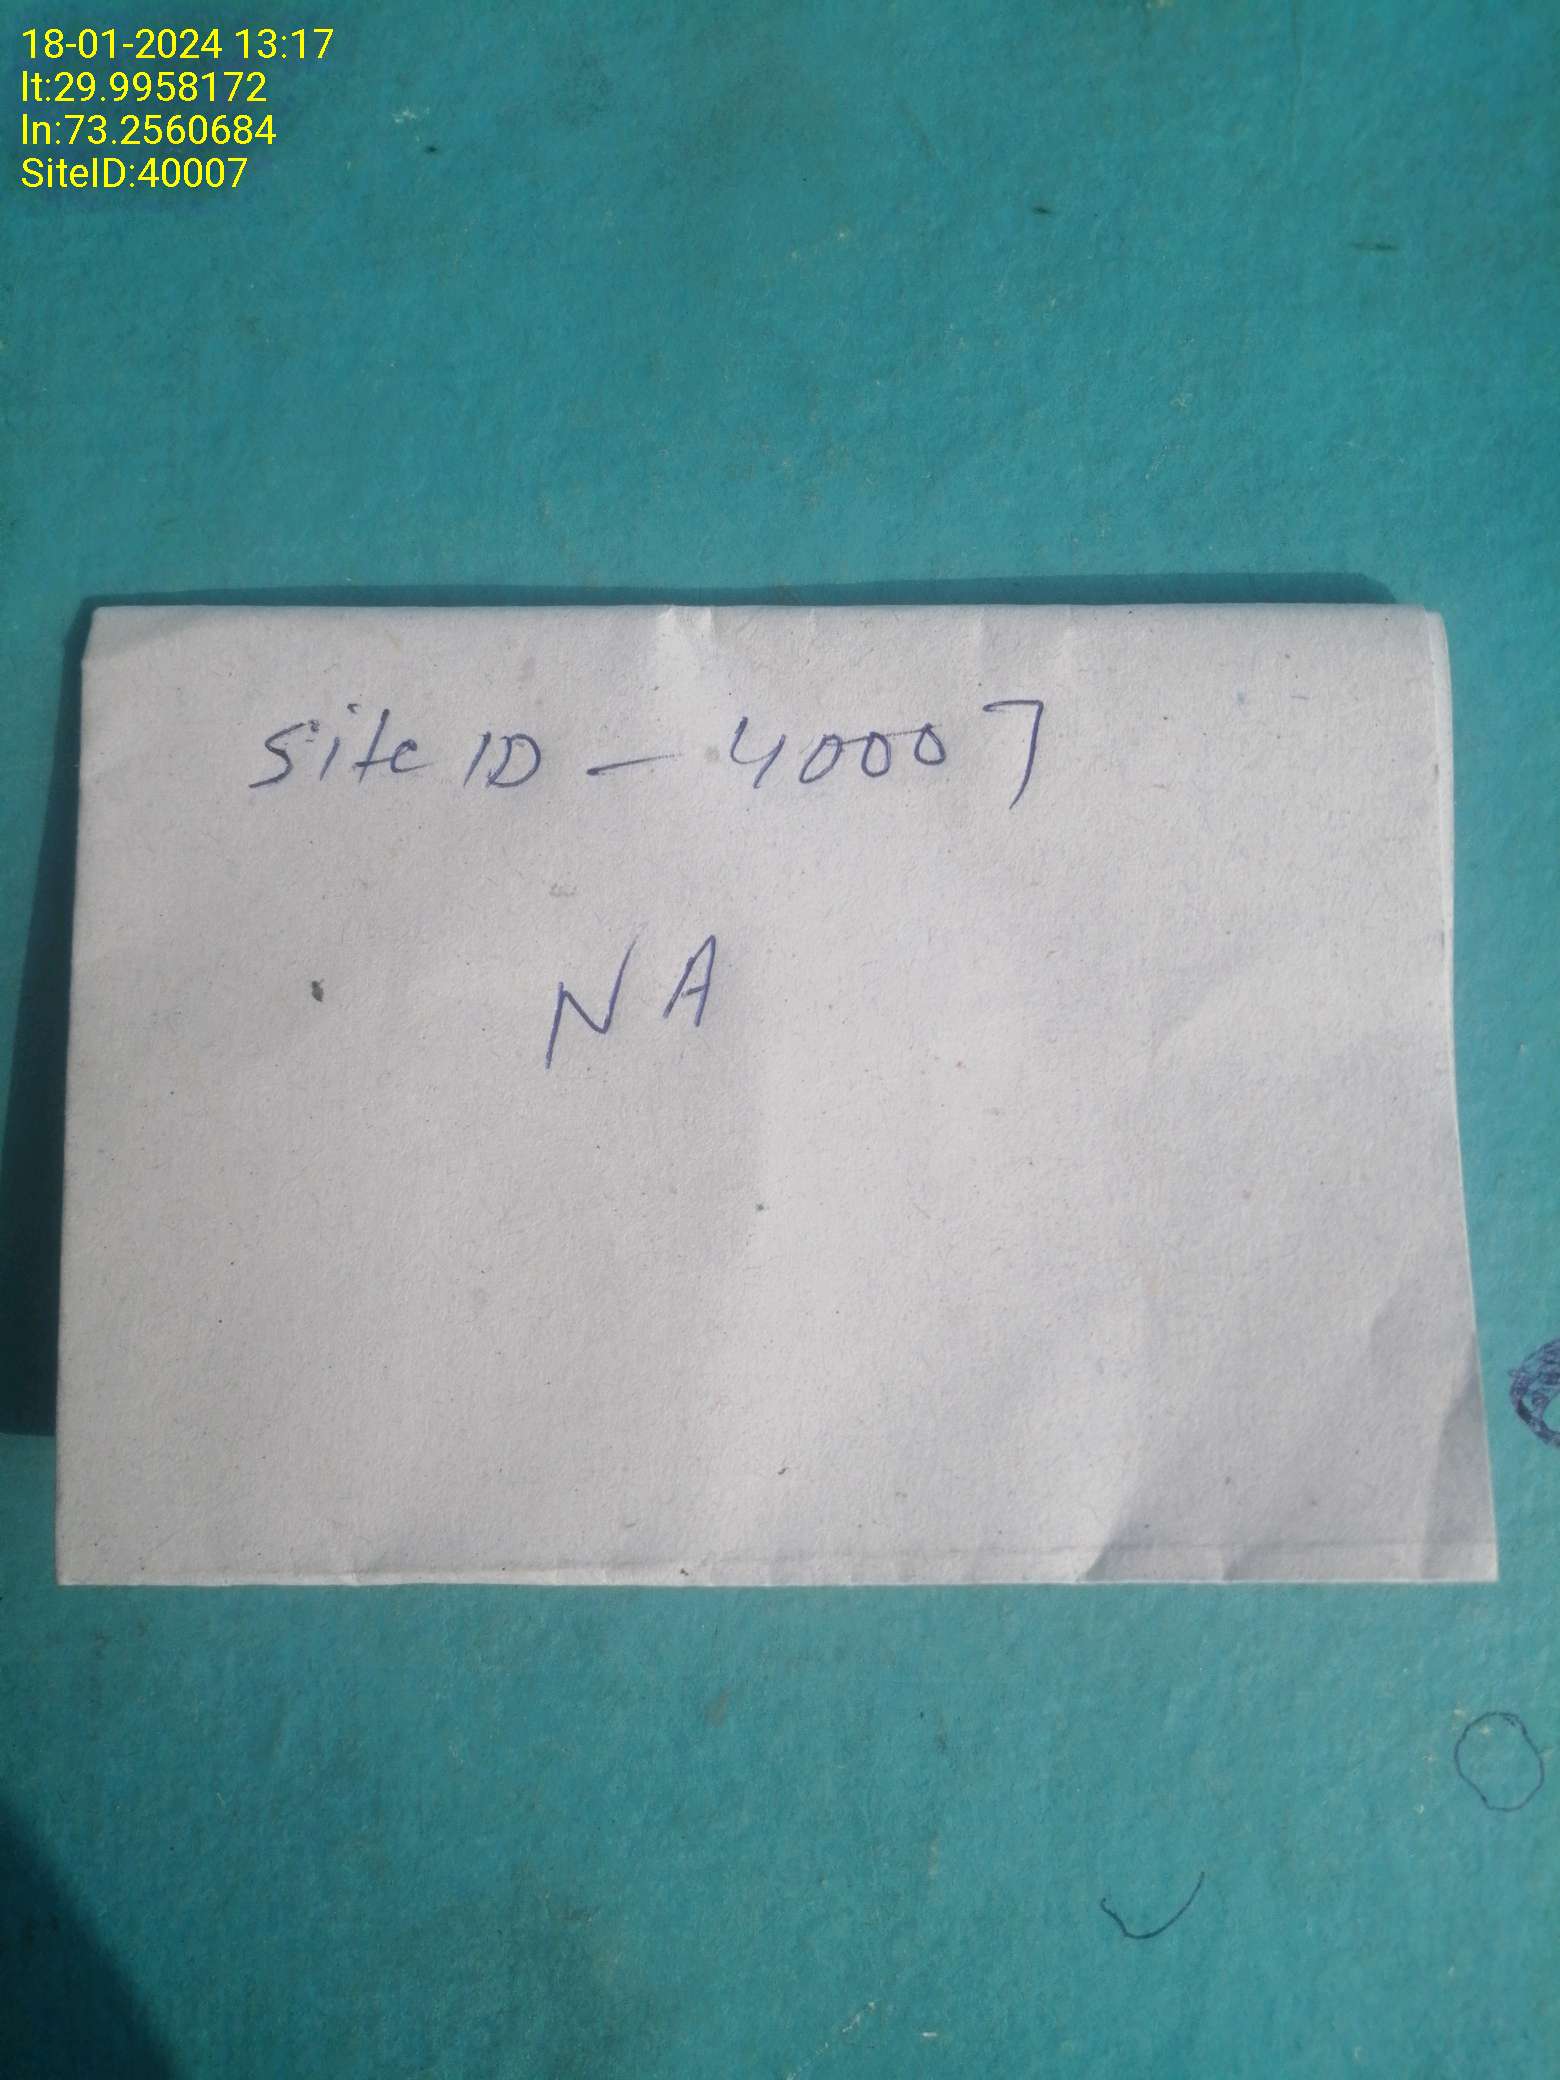 18-01-2024 13:17
lt:29.9958172
ln:73.2560684
SiteID:40007
Site ID - 40007
NA